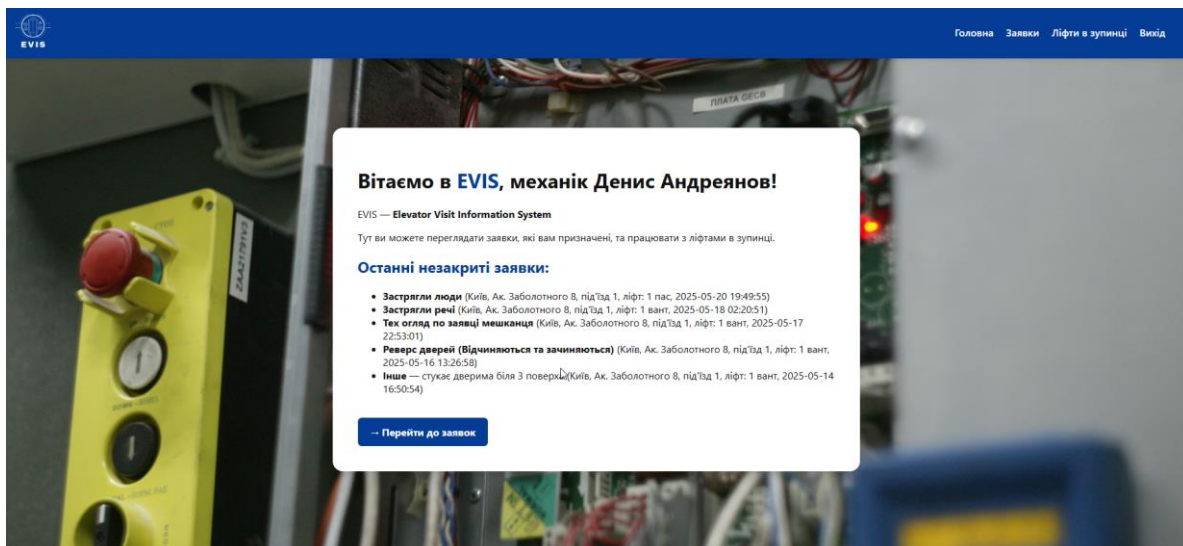 EVIS
Головна Заявки Ліфти в зупинці Вихід
ПЛАТА GECB
Вітаємо в EVIS, механік Денис Андреянов!
EVIS — Elevator Visit Information System
Тут ви можете переглядати заявки, які вам призначені, та працювати з ліфтами в зупинці.
Останні незакриті заявки:
Застрягли люди (Київ, Ак. Заболотного 8, під'їзд 1, ліфт: 1 пас, 2025-05-20 19:49:55)
Застрягли речі (Київ, Ак. Заболотного 8, під'їзд 1, ліфт: 1 вант, 2025-05-18 02:20:51)
Тех огляд по заявці мешканця (Київ, Ак. Заболотного 8, під'їзд 1, ліфт: 1 вант, 2025-05-17
22:53:01)
Реверс дверей (Відчиняються та зачиняються) (Київ, Ак. Заболотного 8, під'їзд 1, ліфт: 1 вант,
2025-05-16 13:26:58)
Інше — стукає дверима біля 3 поверху (Київ, Ак. Заболотного 8, під'їзд 1, ліфт: 1 вант, 2025-05-14
16:50:54)
→ Перейти до заявок
СТОП
ZAA21791V3